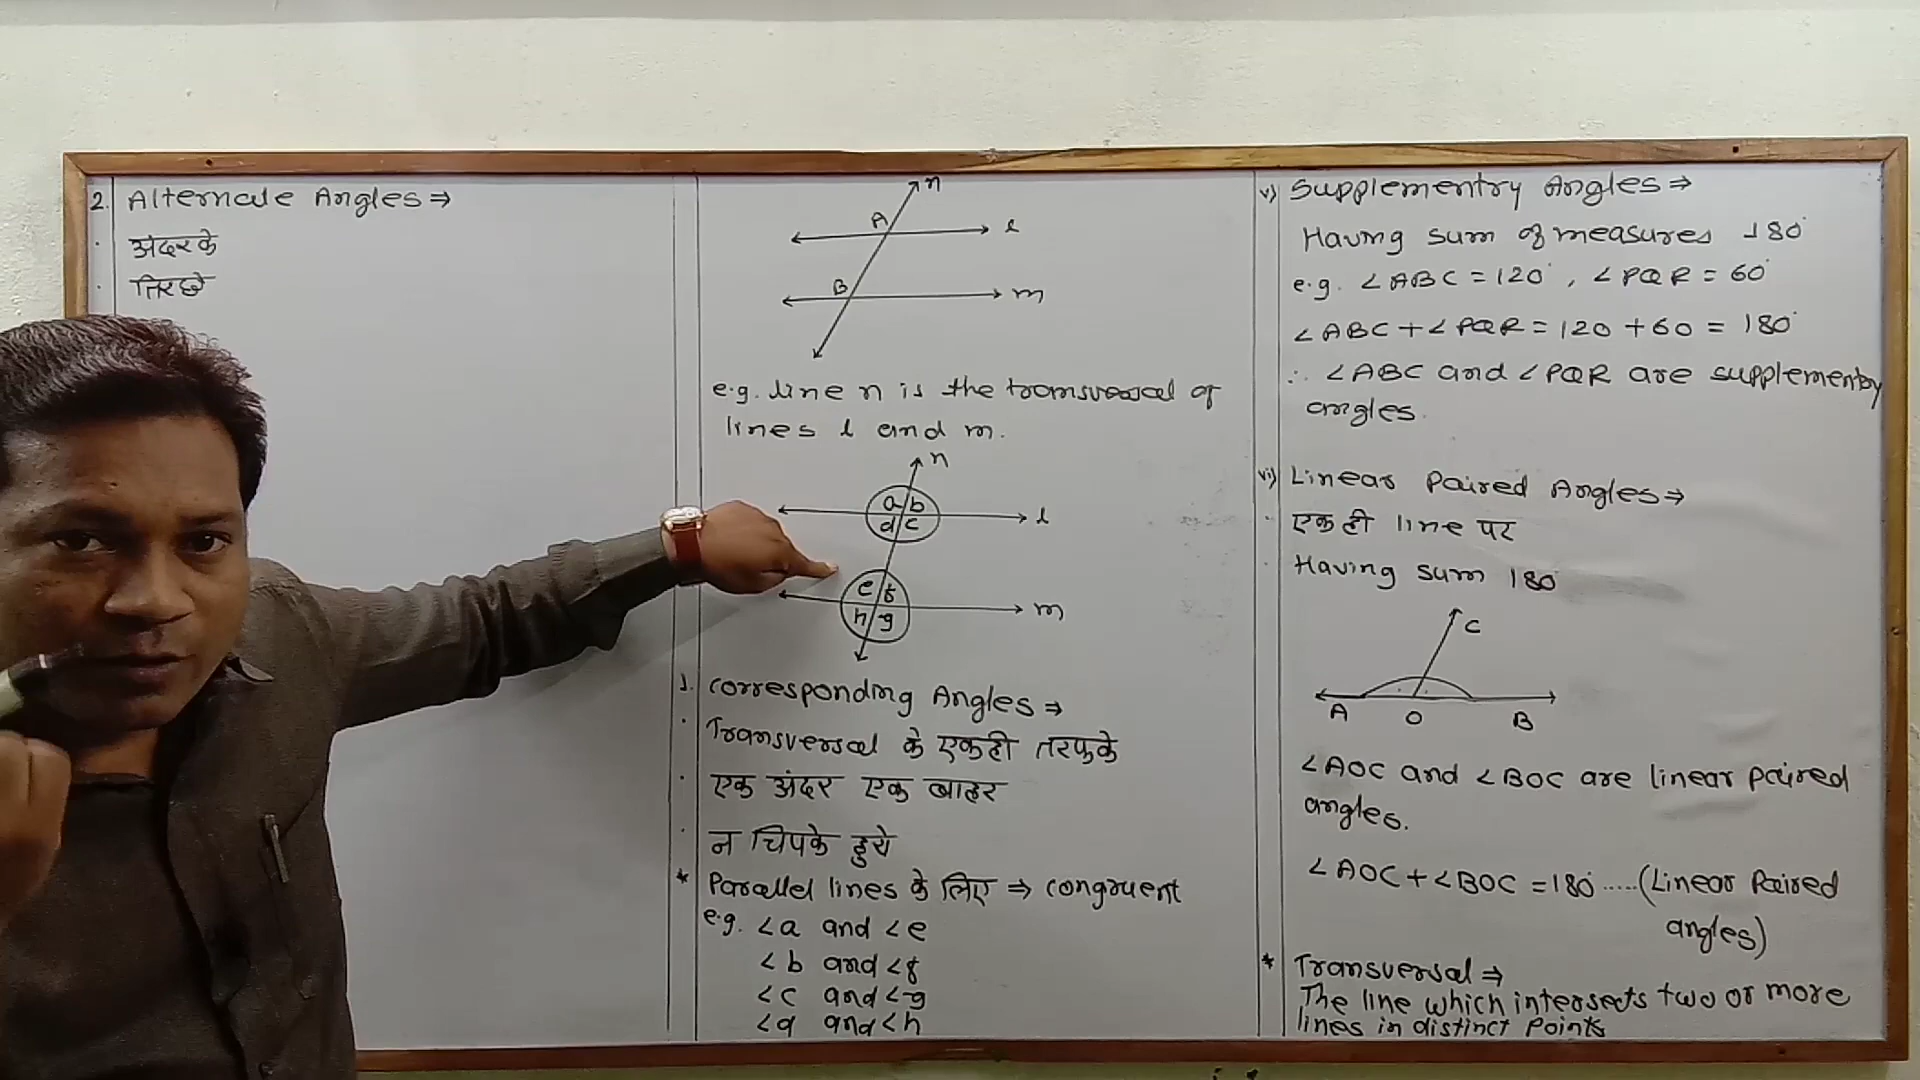 2. Alternate Angles ⇒
· अंदर के
· तिरछे
n
A
l
B
m
e.g. line n is the transversal of
lines l and m.
n
a b
d c
l
e f
h g
m
1. Corresponding Angles ⇒
· Transversal के एकही तरफके
· एक अंदर एक बाहर
· न चिपके हुये
* Parallel lines के लिए ⇒ congruent
e.g. ∠a and ∠e
∠b and ∠f
∠c and ∠g
∠d and ∠h
v) Supplementry Angles ⇒
Having sum of measures 180°
e.g. ∠ABC = 120°, ∠PQR = 60°
∠ABC + ∠PQR = 120 + 60 = 180°
∴ ∠ABC and ∠PQR are supplementry
angles.
vi) Linear Paired Angles ⇒
· एक ही line पर
· Having sum 180°
C
A O B
∠AOC and ∠BOC are linear paired
angles.
∠AOC + ∠BOC = 180°.....(Linear Paired
angles)
* Transversal ⇒
The line which intersects two or more
lines in distinct points